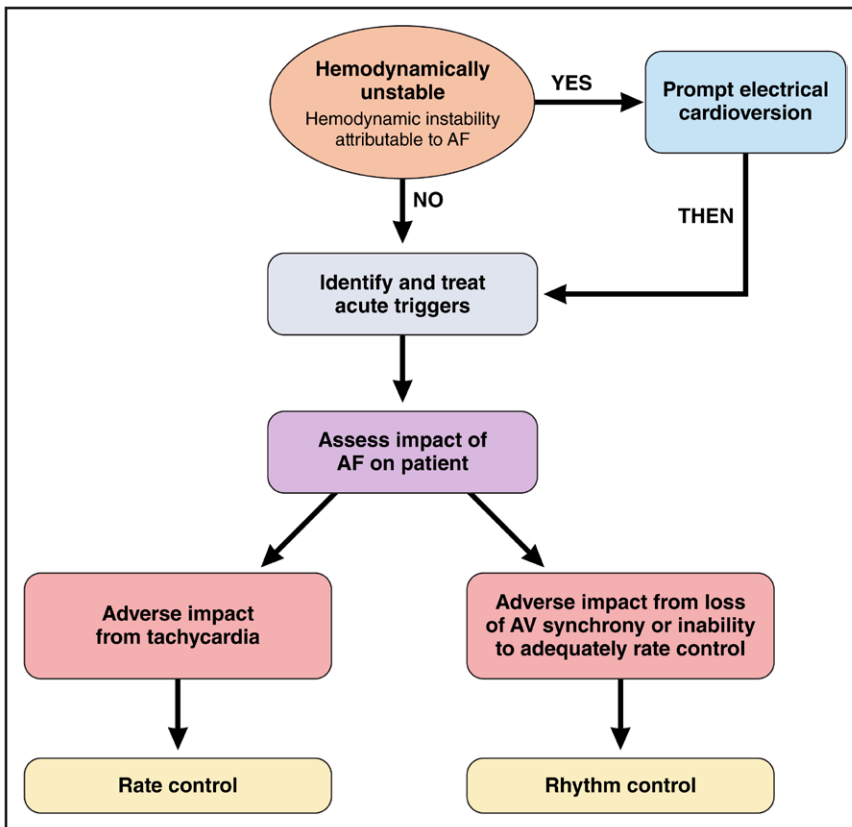 Hemodynamically
unstable
Hemodynamic instability
attributable to AF
YES
Prompt electrical
cardioversion
NO
THEN
Identify and treat
acute triggers
Assess impact of
AF on patient
Adverse impact
from tachycardia
Adverse impact from loss
of AV synchrony or inability
to adequately rate control
Rate control
Rhythm control